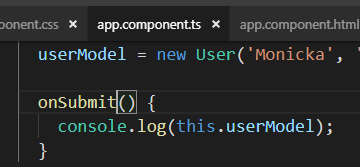 ponent.css app.component.ts app.component.html
userModel = new User('Monicka', '
onSubmit() {
console.log(this.userModel);
}